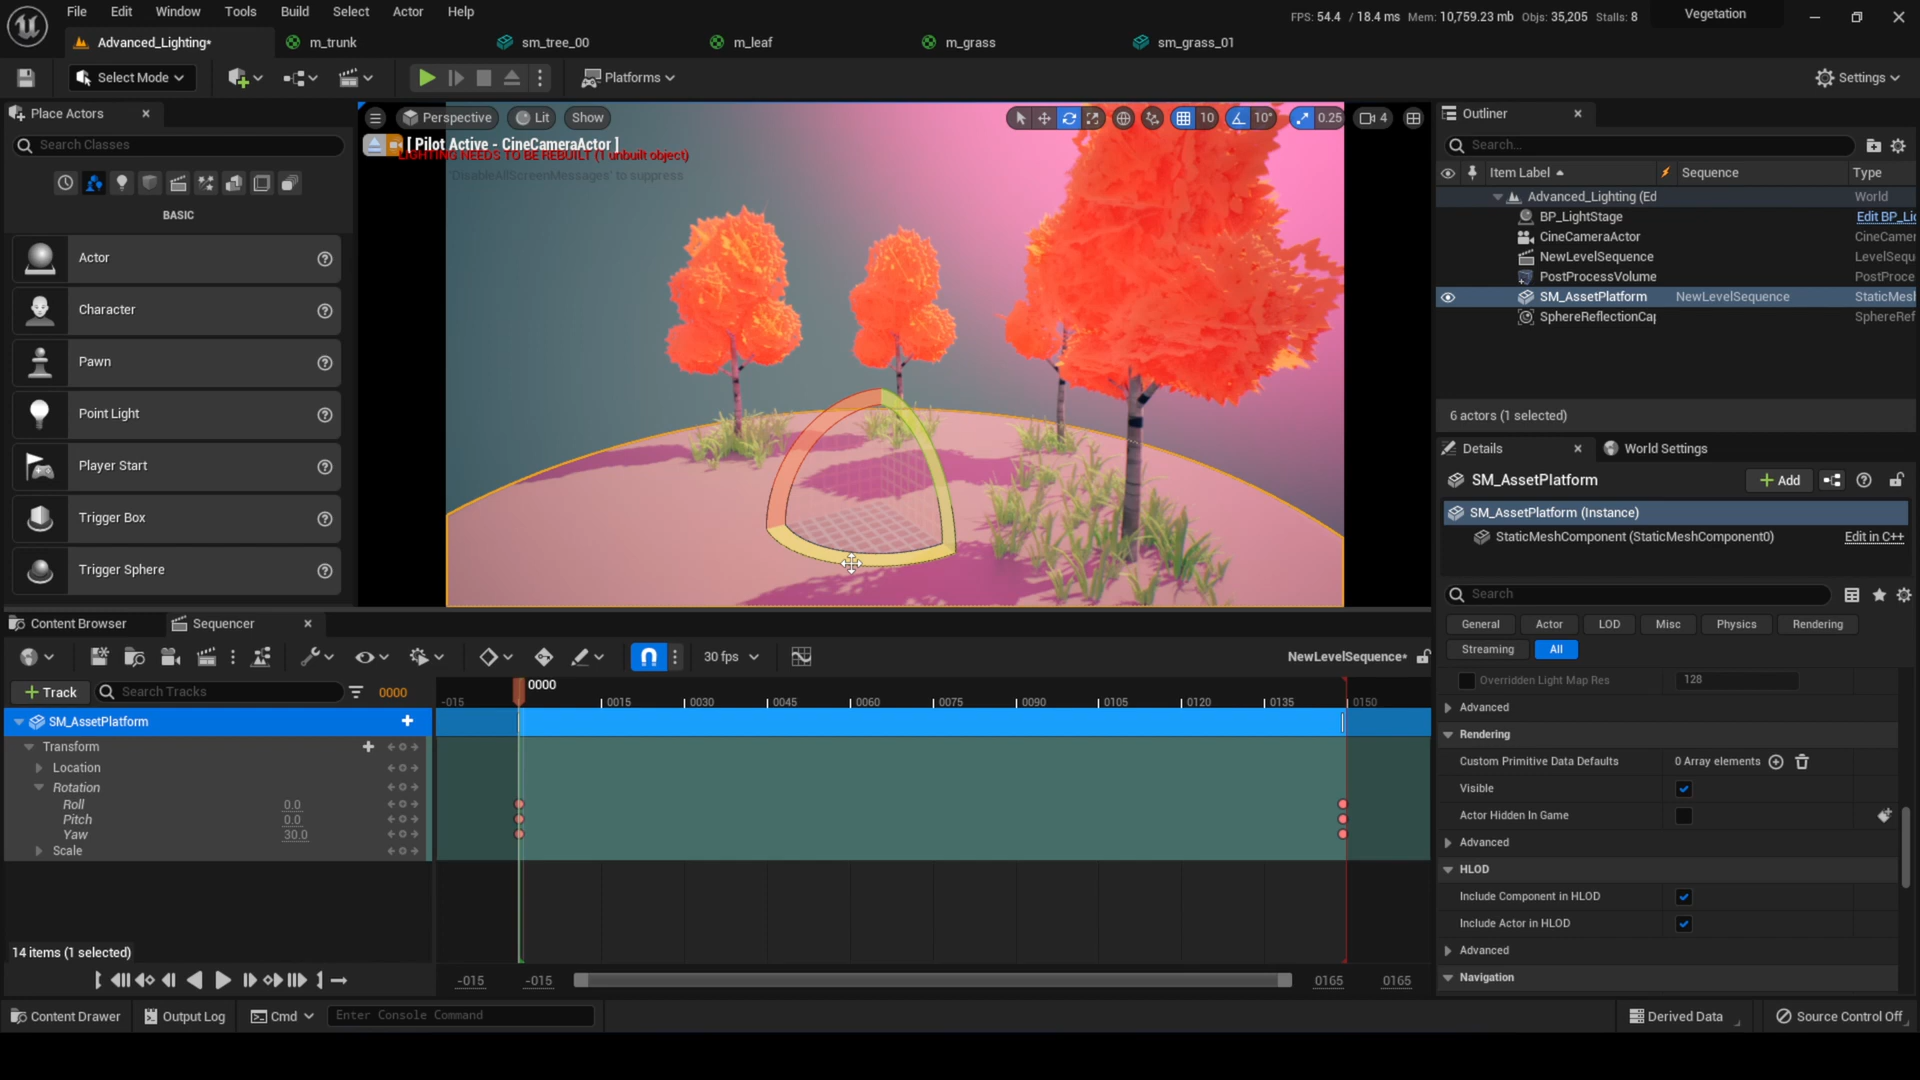 File Edit Window Tools Build Select Actor Help
FPS: 54.4 / 18.4 ms Mem: 10,759.23 mb Objs: 35,205 Stalls: 8
Vegetation
Advanced_Lighting* m_trunk sm_tree_00 m_leaf m_grass sm_grass_01
Select Mode
Platforms
Settings
Place Actors
Search Classes
BASIC
Actor
Character
Pawn
Point Light
Player Start
Trigger Box
Trigger Sphere
Perspective Lit Show
10 10° 0.25 4
[ Pilot Active - CineCameraActor ]
LIGHTING NEEDS TO BE REBUILT (1 unbuilt object)
'DisableAllScreenMessages' to suppress
Outliner
Search...
Item Label Sequence Type
Advanced_Lighting (Ed World
BP_LightStage Edit BP_Li
CineCameraActor CineCamer
NewLevelSequence LevelSequ
PostProcessVolume PostProce
SM_AssetPlatform NewLevelSequence StaticMesh
SphereReflectionCap SphereRef
6 actors (1 selected)
Details World Settings
SM_AssetPlatform
Add
SM_AssetPlatform (Instance)
StaticMeshComponent (StaticMeshComponent0) Edit in C++
Search
General Actor LOD Misc Physics Rendering
Streaming All
Overridden Light Map Res 128
Advanced
Rendering
Custom Primitive Data Defaults 0 Array elements
Visible
Actor Hidden In Game
Advanced
HLOD
Include Component in HLOD
Include Actor in HLOD
Advanced
Navigation
Content Browser Sequencer
30 fps
NewLevelSequence*
Track Search Tracks 0000
0000
-015 0015 0030 0045 0060 0075 0090 0105 0120 0135 0150
SM_AssetPlatform
Transform
Location
Rotation
Roll 0.0
Pitch 0.0
Yaw 30.0
Scale
14 items (1 selected)
-015 -015 0165 0165
Content Drawer Output Log Cmd Enter Console Command
Derived Data Source Control Off